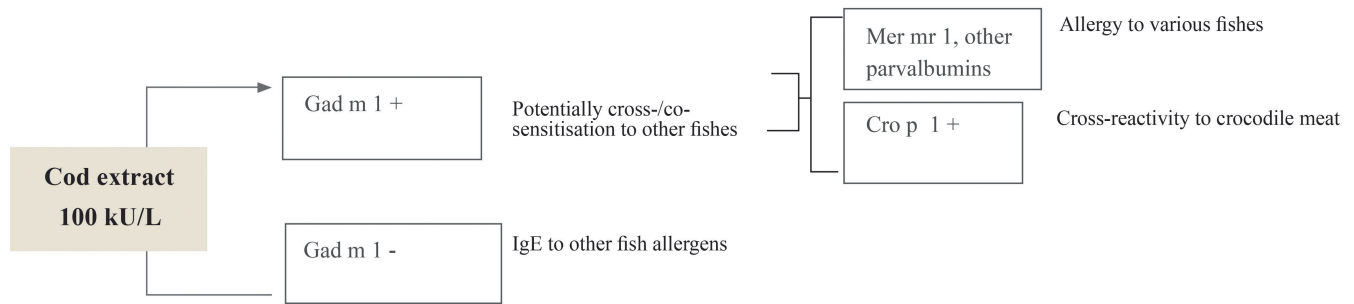 Cod extract
100 kU/L
Gad m 1 +
Potentially cross-/co-
sensitisation to other fishes
Mer mr 1, other
parvalbumins
Allergy to various fishes
Cro p 1 +
Cross-reactivity to crocodile meat
Gad m 1 -
IgE to other fish allergens